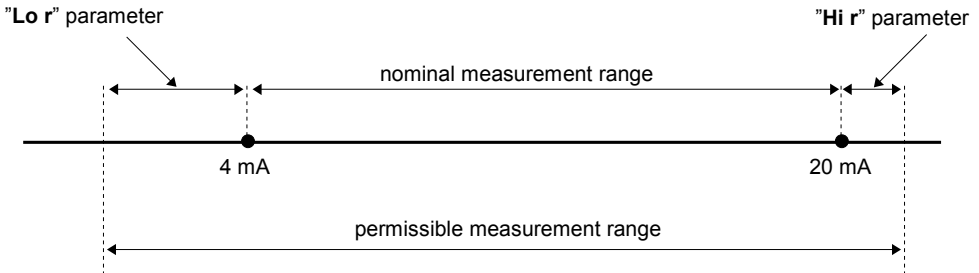 "Lo r" parameter
"Hi r" parameter
nominal measurement range
4 mA
20 mA
permissible measurement range